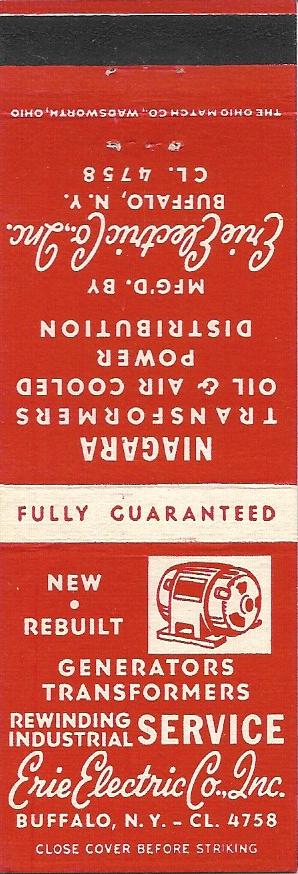 THE OHIO MATCH CO., WADSWORTH, OHIO
NIAGARA
TRANSFORMERS
OIL & AIR COOLED
POWER
DISTRIBUTION
MFG'D. BY
Erie Electric Co., Inc.
BUFFALO, N. Y.
CL. 4758
FULLY GUARANTEED
NEW
•
REBUILT
GENERATORS
TRANSFORMERS
REWINDING
INDUSTRIAL SERVICE
Erie Electric Co., Inc.
BUFFALO, N.Y. - CL. 4758
CLOSE COVER BEFORE STRIKING